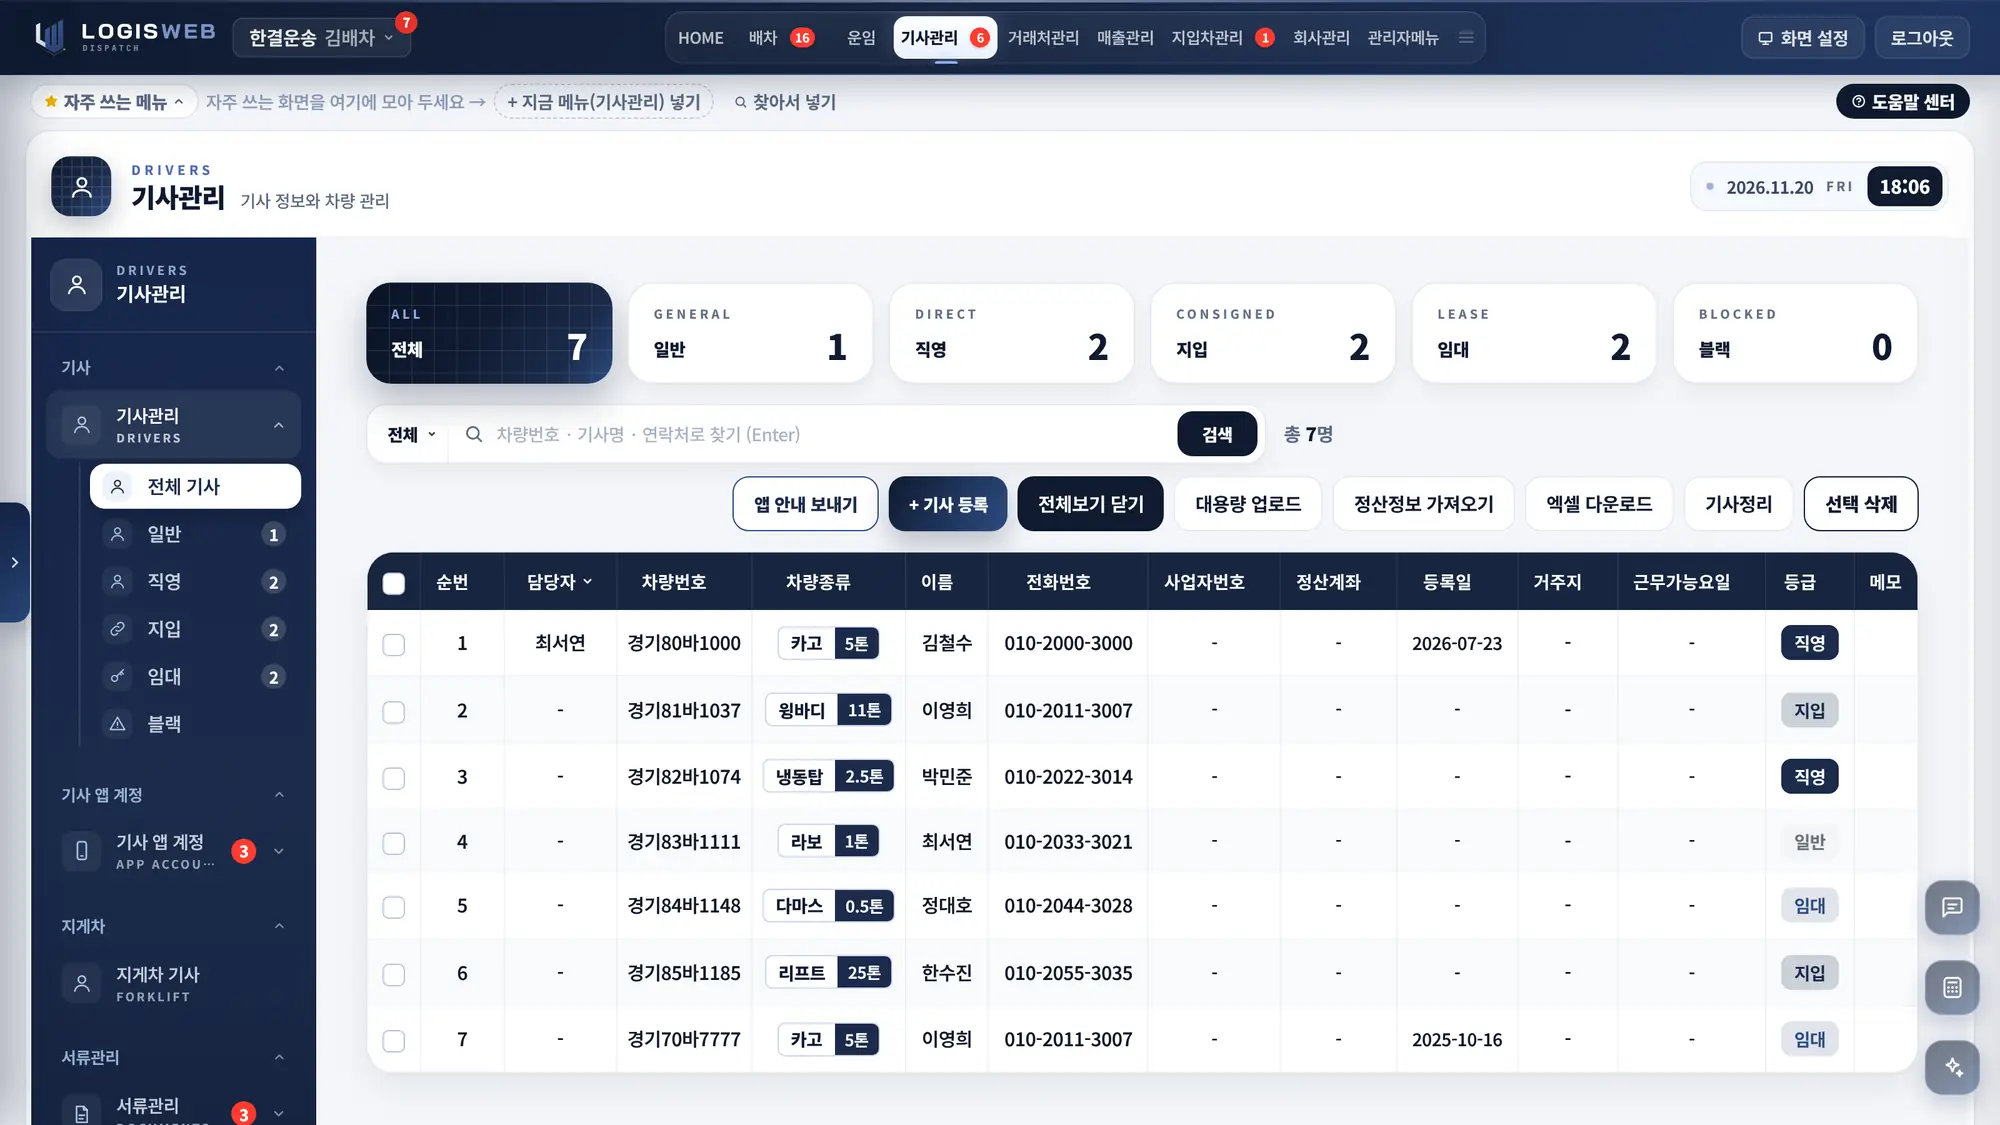 LOGISWEB
DISPATCH
한결운송 김배차
7
HOME
배차 16
운임
기사관리 6
거래처관리
매출관리
지입차관리 1
회사관리
관리자메뉴
화면 설정
로그아웃
자주 쓰는 메뉴
자주 쓰는 화면을 여기에 모아 두세요 →
+ 지금 메뉴(기사관리) 넣기
찾아서 넣기
도움말 센터
DRIVERS
기사관리 기사 정보와 차량 관리
2026.11.20 FRI 18:06
DRIVERS
기사관리
기사
기사관리
DRIVERS
전체 기사
일반 1
직영 2
지입 2
임대 2
블랙
기사 앱 계정
기사 앱 계정
APP ACCOU… 3
지게차
지게차 기사
FORKLIFT
서류관리
서류관리 3
ALL
전체 7
GENERAL
일반 1
DIRECT
직영 2
CONSIGNED
지입 2
LEASE
임대 2
BLOCKED
블랙 0
전체 차량번호 · 기사명 · 연락처로 찾기 (Enter) 검색 총 7명
앱 안내 보내기
+ 기사 등록
전체보기 닫기
대용량 업로드
정산정보 가져오기
엑셀 다운로드
기사정리
선택 삭제
순번 담당자 차량번호 차량종류 이름 전화번호 사업자번호 정산계좌 등록일 거주지 근무가능요일 등급 메모
1 최서연 경기80바1000 카고 5톤 김철수 010-2000-3000 - - 2026-07-23 - - 직영
2 - 경기81바1037 윙바디 11톤 이영희 010-2011-3007 - - - - - 지입
3 - 경기82바1074 냉동탑 2.5톤 박민준 010-2022-3014 - - - - - 직영
4 - 경기83바1111 라보 1톤 최서연 010-2033-3021 - - - - - 일반
5 - 경기84바1148 다마스 0.5톤 정대호 010-2044-3028 - - - - - 임대
6 - 경기85바1185 리프트 25톤 한수진 010-2055-3035 - - - - - 지입
7 - 경기70바7777 카고 5톤 이영희 010-2011-3007 - - 2025-10-16 - - 임대